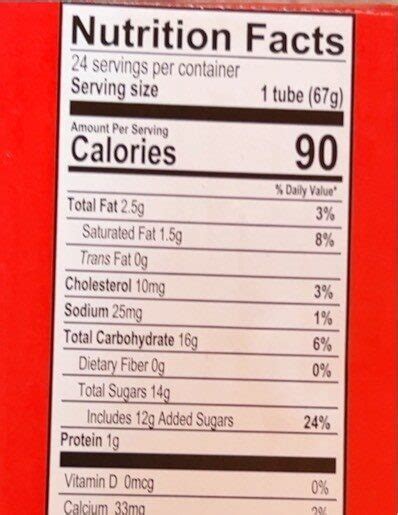 Nutrition Facts
24 servings per container
Serving size 1 tube (67g)
Amount Per Serving
Calories 90
% Daily Value*
Total Fat 2.5g 3%
Saturated Fat 1.5g 8%
Trans Fat 0g
Cholesterol 10mg 3%
Sodium 25mg 1%
Total Carbohydrate 16g 6%
Dietary Fiber 0g 0%
Total Sugars 14g
Includes 12g Added Sugars 24%
Protein 1g
Vitamin D 0mcg 0%
Calcium 33mg